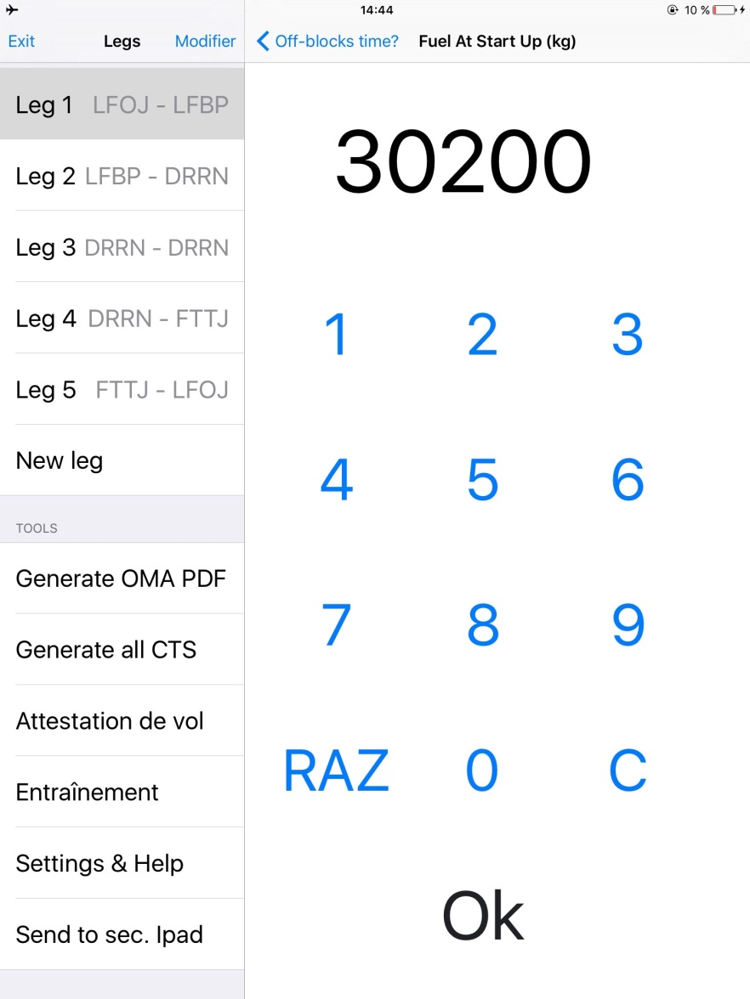 14:44
10 %
Exit
Legs
Modifier
Off-blocks time?
Fuel At Start Up (kg)
Leg 1 LFOJ - LFBP
Leg 2 LFBP - DRRN
Leg 3 DRRN - DRRN
Leg 4 DRRN - FTTJ
Leg 5 FTTJ - LFOJ
New leg
TOOLS
Generate OMA PDF
Generate all CTS
Attestation de vol
Entraînement
Settings & Help
Send to sec. Ipad
30200
1 2 3
4 5 6
7 8 9
RAZ 0 C
Ok